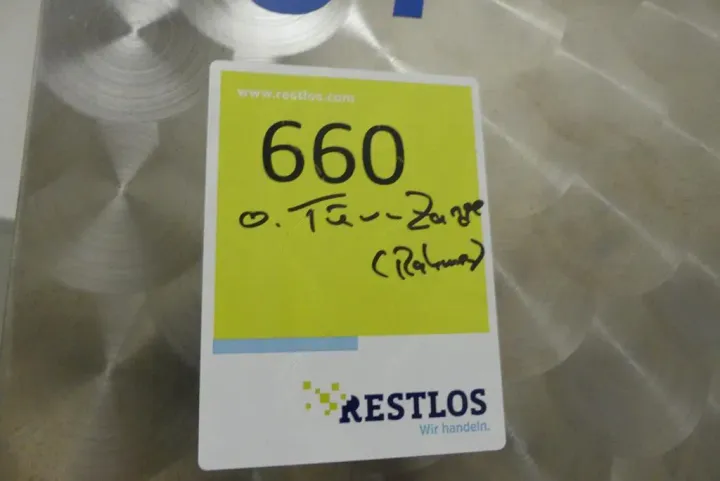 www.restlos.com
660
o. Tür-Zarge
(Rahmen)
RESTLOS
Wir handeln.